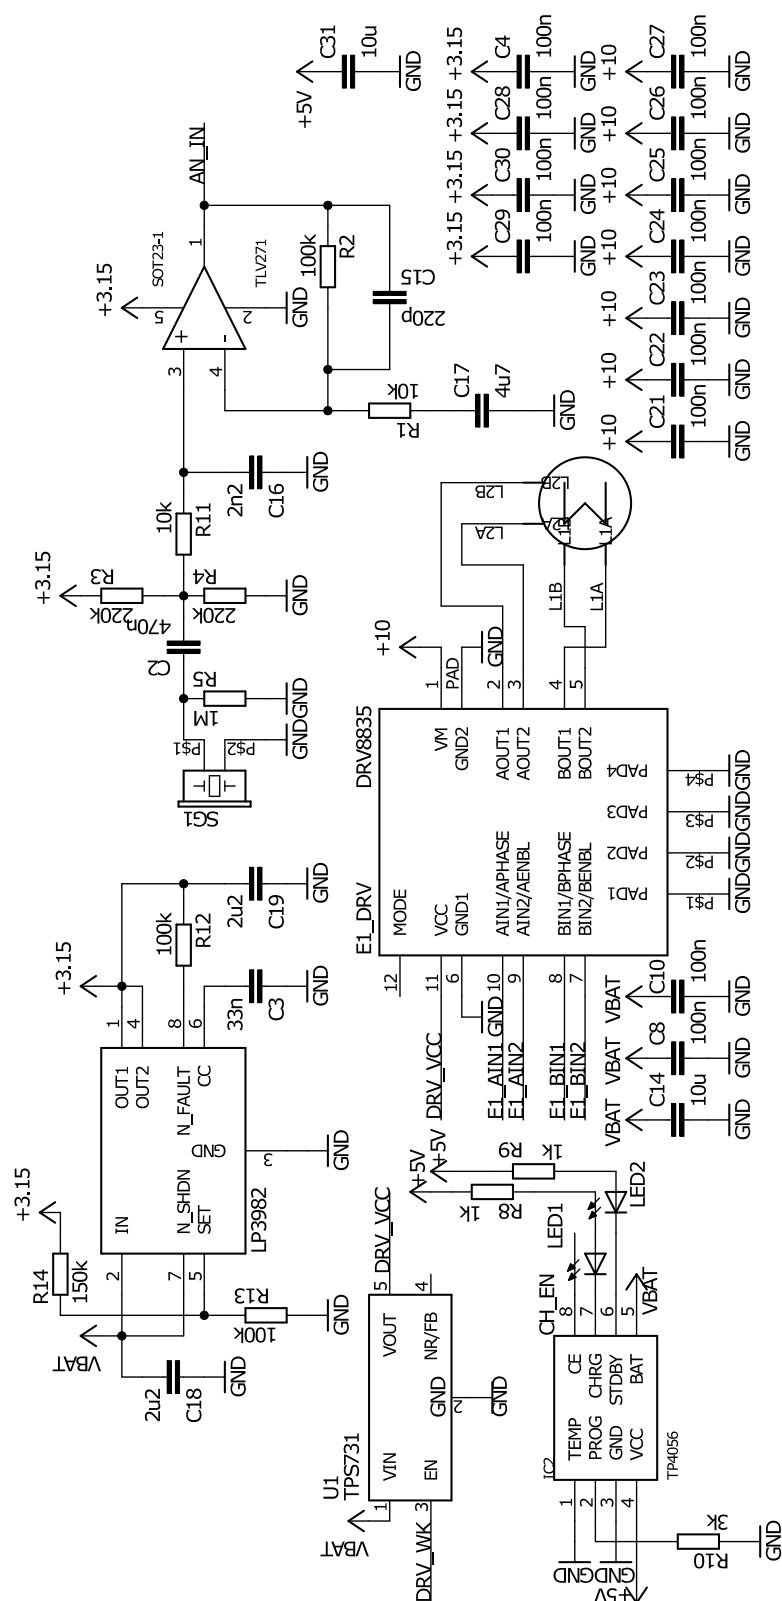 +5V
C31
10u
GND
+3.15
C4
100n
GND
+10
C27
100n
GND
+3.15
C28
100n
GND
+10
C26
100n
GND
+3.15
C30
100n
GND
+10
C25
100n
GND
+3.15
C29
100n
GND
+10
C24
100n
GND
+10
C23
100n
GND
+10
C22
100n
GND
+10
C21
100n
GND
AN_IN
+3.15
SOT23-1
TLV271
1
5
2
3
4
+
-
GND
100k
R2
C15
220p
10k
R1
C17
4u7
GND
10k
R11
2n2
C16
GND
+3.15
R3
220k
R4
220k
GND
470n
C2
R5
1M
GND
GND
P$1
P$2
SG1
+3.15
1
4
8
6
100k
R12
2u2
C19
GND
33n
C3
GND
OUT1
OUT2
N_FAULT
CC
GND
3
GND
IN
N_SHDN
SET
LP3982
2
7
5
+3.15
R14
150k
R13
100k
GND
VBAT
2u2
C18
GND
DRV8835
E1_DRV
+10
1
PAD
GND
2
3
4
5
VM
GND2
AOUT1
AOUT2
BOUT1
BOUT2
MODE
VCC
GND1
AIN1/APHASE
AIN2/AENBL
BIN1/BPHASE
BIN2/BENBL
PAD4
PAD3
PAD2
PAD1
P$4
P$3
P$2
P$1
GND
GND
GND
GND
12
11
6
10
9
8
7
GND
DRV_VCC
E1_AIN1
E1_AIN2
E1_BIN1
E1_BIN2
L2B
L2A
L1B
L1A
L2B
L2A
L1B
L1A
VBAT
C10
100n
GND
VBAT
C8
100n
GND
VBAT
C14
10u
GND
U1
TPS731
VIN
EN
VOUT
NR/FB
GND
2
GND
5
4
1
3
DRV_VCC
VBAT
DRV_WK
+5V
+5V
R9
1k
R8
1k
LED1
LED2
CH_EN
8
7
6
5
VBAT
CE
CHRG
STDBY
BAT
TEMP
PROG
GND
VCC
IC2
TP4056
1
2
3
4
GND
GND
+5V
R10
3k
GND